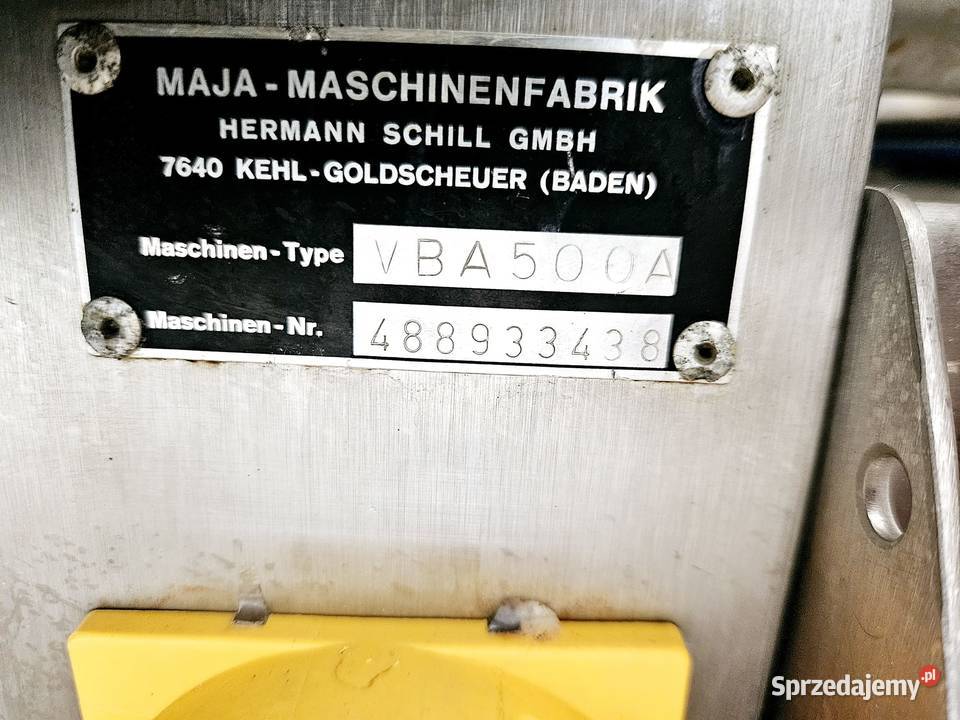 MAJA - MASCHINENFABRIK
HERMANN SCHILL GMBH
7640 KEHL-GOLDSCHEUER (BADEN)
Maschinen-Type VBA500A
Maschinen-Nr. 488933438
Sprzedajemy.pl